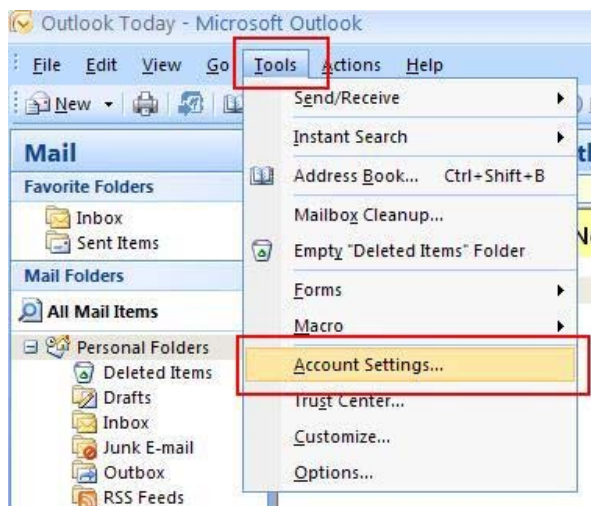 Outlook Today - Microsoft Outlook
File Edit View Go Tools Actions Help
New
Mail
Favorite Folders
Inbox
Sent Items
Mail Folders
All Mail Items
Personal Folders
Deleted Items
Drafts
Inbox
Junk E-mail
Outbox
RSS Feeds
Send/Receive
Instant Search
Address Book... Ctrl+Shift+B
Mailbox Cleanup...
Empty "Deleted Items" Folder
Forms
Macro
Account Settings...
Trust Center...
Customize...
Options...